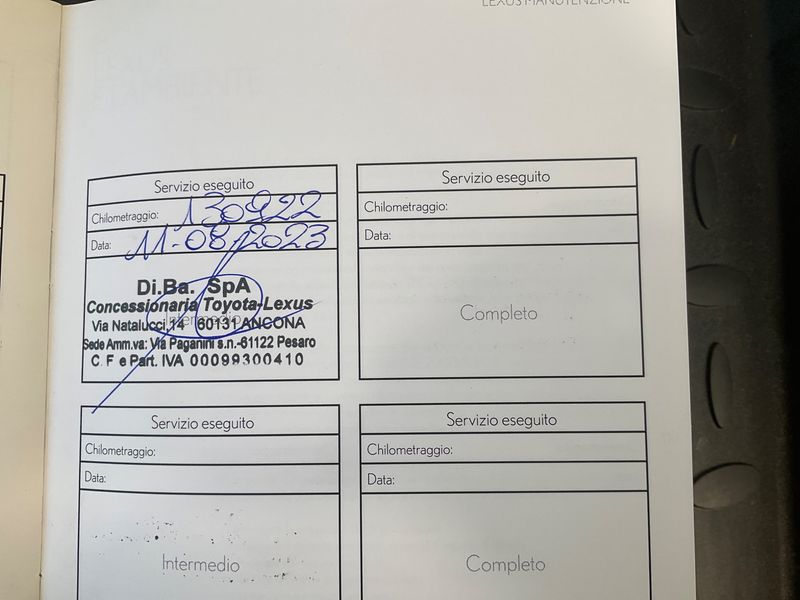 LEXUS MANUTENZIONE
Servizio eseguito
Chilometraggio: 130922
Data: 11-08-2023
Di.Ba. SpA
Concessionaria Toyota-Lexus
Intermedio
Via Natalucci,14 60131 ANCONA
Sede Amm.va: Via Paganini s.n.-61122 Pesaro
C. F e Part. IVA 00099300410
Servizio eseguito
Chilometraggio:
Data:
Completo
Servizio eseguito
Chilometraggio:
Data:
Intermedio
Servizio eseguito
Chilometraggio:
Data:
Completo